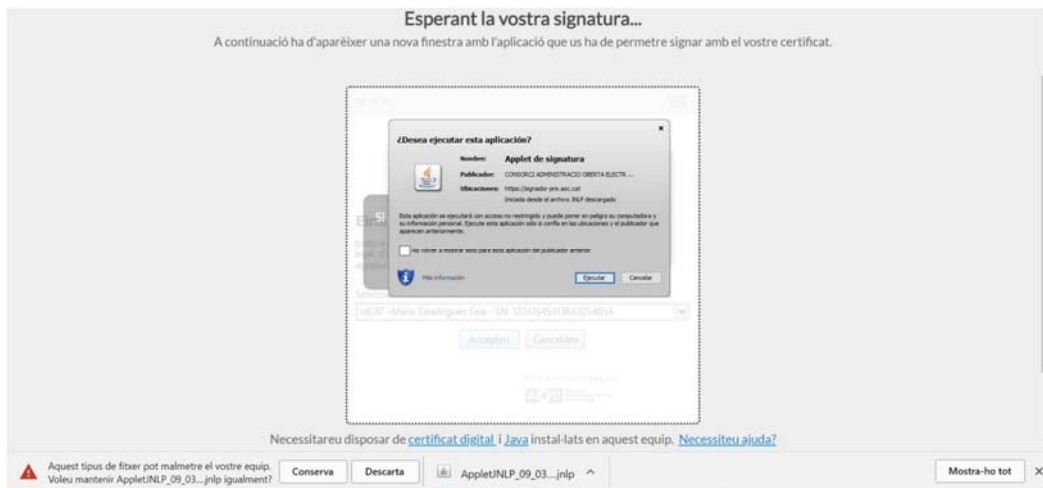 Esperant la vostra signatura...
A continuació ha d'aparèixer una nova finestra amb l'aplicació que us ha de permetre signar amb el vostre certificat.
¿Desea ejecutar esta aplicación?
Nombre: Applet de signatura
Publicador: CONSORCI ADMINISTRACIO OBERTA ELECTR ...
Ubicaciones: https://signador-pre.aoc.cat
Iniciada desde el archivo JNLP descargado
Esta aplicación se ejecutará con acceso no restringido y puede poner en peligro su computadora y
su información personal. Ejecute esta aplicación sólo si confía en las ubicaciones y el publicador que
aparecen anteriormente.
No volver a mostrar esto para esta aplicación del publicador anterior
Más información
Ejecutar Cancelar
Acceptar Cancel·lar
Necessitareu disposar de certificat digital i Java instal·lats en aquest equip. Necessiteu ajuda?
Aquest tipus de fitxer pot malmetre el vostre equip.
Voleu mantenir AppletJNLP_09_03....jnlp igualment?
Conserva Descarta AppletJNLP_09_03....jnlp Mostra-ho tot